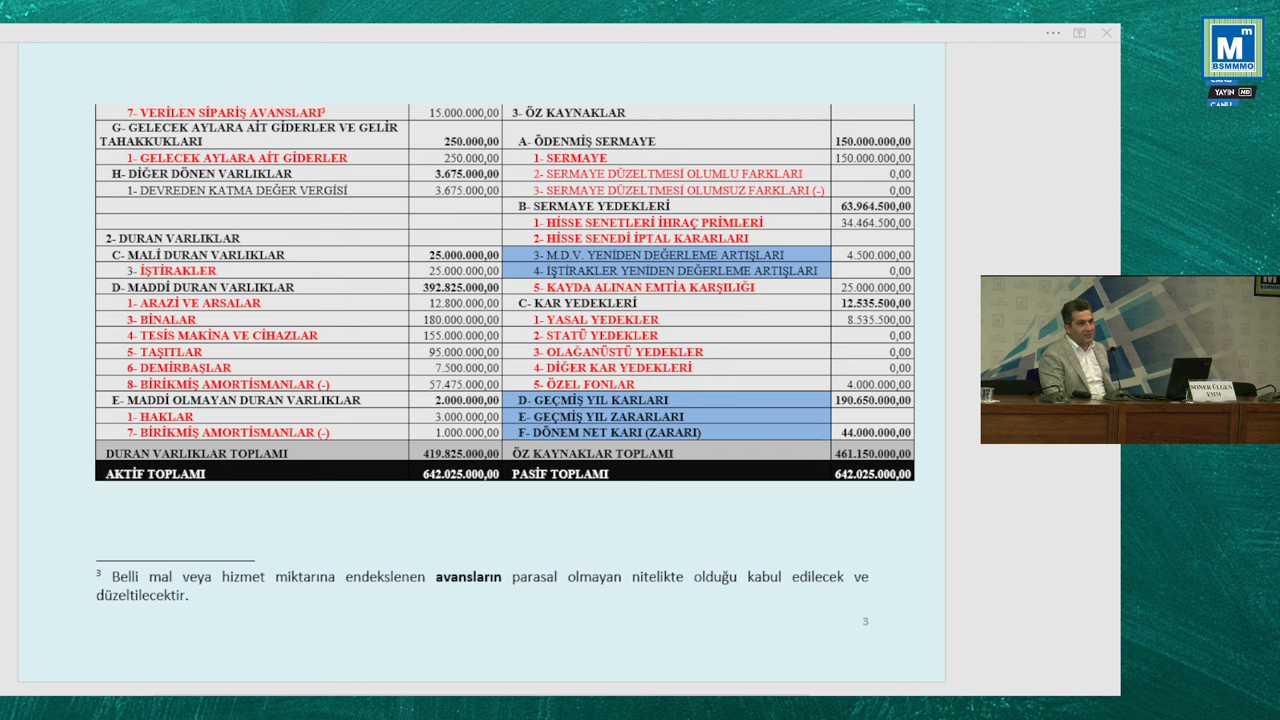 7- VERİLEN SİPARİŞ AVANSLARI³ 15.000.000,00 3- ÖZ KAYNAKLAR
G- GELECEK AYLARA AİT GİDERLER VE GELİR
TAHAKKUKLARI 250.000,00 A- ÖDENMİŞ SERMAYE 150.000.000,00
1- GELECEK AYLARA AİT GİDERLER 250.000,00 1- SERMAYE 150.000.000,00
H- DİĞER DÖNEN VARLIKLAR 3.675.000,00 2- SERMAYE DÜZELTMESİ OLUMLU FARKLARI 0,00
1- DEVREDEN KATMA DEĞER VERGİSİ 3.675.000,00 3- SERMAYE DÜZELTMESİ OLUMSUZ FARKLARI (-) 0,00
B- SERMAYE YEDEKLERİ 63.964.500,00
1- HİSSE SENETLERİ İHRAÇ PRİMLERİ 34.464.500,00
2- DURAN VARLIKLAR 2- HİSSE SENEDİ İPTAL KARARLARI
C- MALİ DURAN VARLIKLAR 25.000.000,00 3- M.D.V. YENİDEN DEĞERLEME ARTIŞLARI 4.500.000,00
3- İŞTİRAKLER 25.000.000,00 4- İŞTİRAKLER YENİDEN DEĞERLEME ARTIŞLARI 0,00
D- MADDİ DURAN VARLIKLAR 392.825.000,00 5- KAYDA ALINAN EMTİA KARŞILIĞI 25.000.000,00
1- ARAZİ VE ARSALAR 12.800.000,00 C- KAR YEDEKLERİ 12.535.500,00
3- BİNALAR 180.000.000,00 1- YASAL YEDEKLER 8.535.500,00
4- TESİS MAKİNA VE CİHAZLAR 155.000.000,00 2- STATÜ YEDEKLER 0,00
5- TAŞITLAR 95.000.000,00 3- OLAĞANÜSTÜ YEDEKLER 0,00
6- DEMİRBAŞLAR 7.500.000,00 4- DİĞER KAR YEDEKLERİ 0,00
8- BİRİKMİŞ AMORTİSMANLAR (-) 57.475.000,00 5- ÖZEL FONLAR 4.000.000,00
E- MADDİ OLMAYAN DURAN VARLIKLAR 2.000.000,00 D- GEÇMİŞ YIL KARLARI 190.650.000,00
1- HAKLAR 3.000.000,00 E- GEÇMİŞ YIL ZARARLARI
7- BİRİKMİŞ AMORTİSMANLAR (-) 1.000.000,00 F- DÖNEM NET KARI (ZARARI) 44.000.000,00
DURAN VARLIKLAR TOPLAMI 419.825.000,00 ÖZ KAYNAKLAR TOPLAMI 461.150.000,00
AKTİF TOPLAMI 642.025.000,00 PASİF TOPLAMI 642.025.000,00
³ Belli mal veya hizmet miktarına endekslenen avansların parasal olmayan nitelikte olduğu kabul edilecek ve
düzeltilecektir.
3
Mm
BSMMMO
YAYIN HD
SONER ÜLGEN
YMM